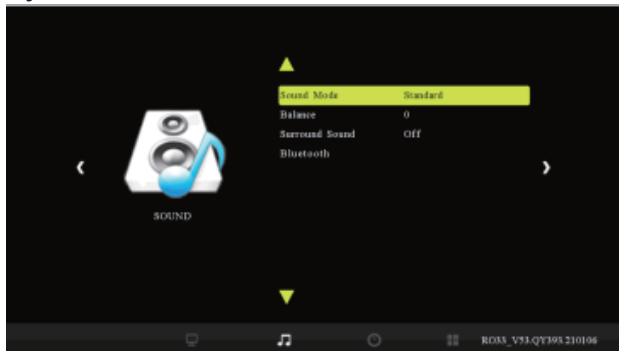 Sound Mode Standard
Balance 0
Surround Sound Off
Bluetooth
SOUND
RO33_V53.QY393.210106